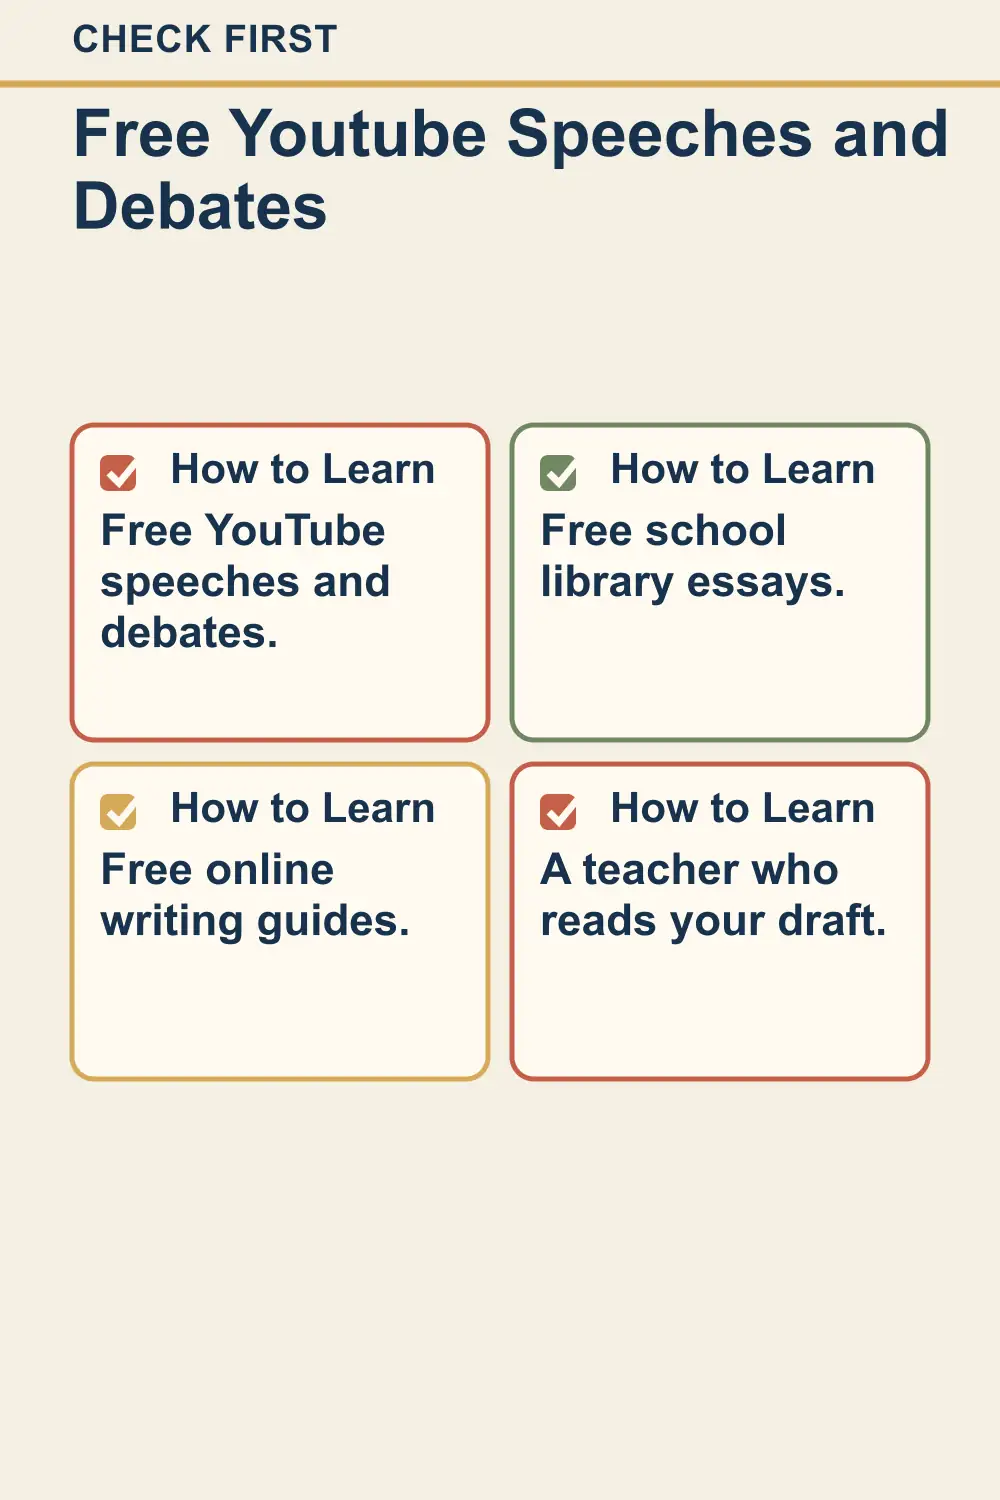 CHECK FIRST
Free Youtube Speeches and
Debates
How to Learn
Free YouTube
speeches and
debates.
How to Learn
Free school
library essays.
How to Learn
Free online
writing guides.
How to Learn
A teacher who
reads your draft.